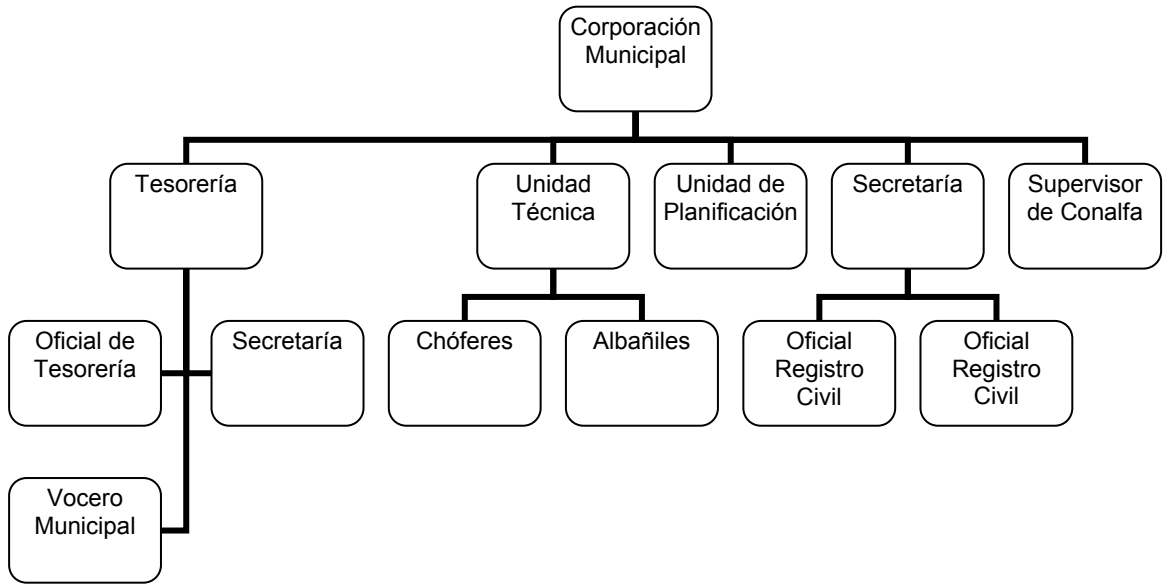 Corporación
Municipal
Tesorería
Unidad
Técnica
Unidad de
Planificación
Secretaría
Supervisor
de Conalfa
Oficial de
Tesorería
Secretaría
Chóferes
Albañiles
Oficial
Registro
Civil
Oficial
Registro
Civil
Vocero
Municipal